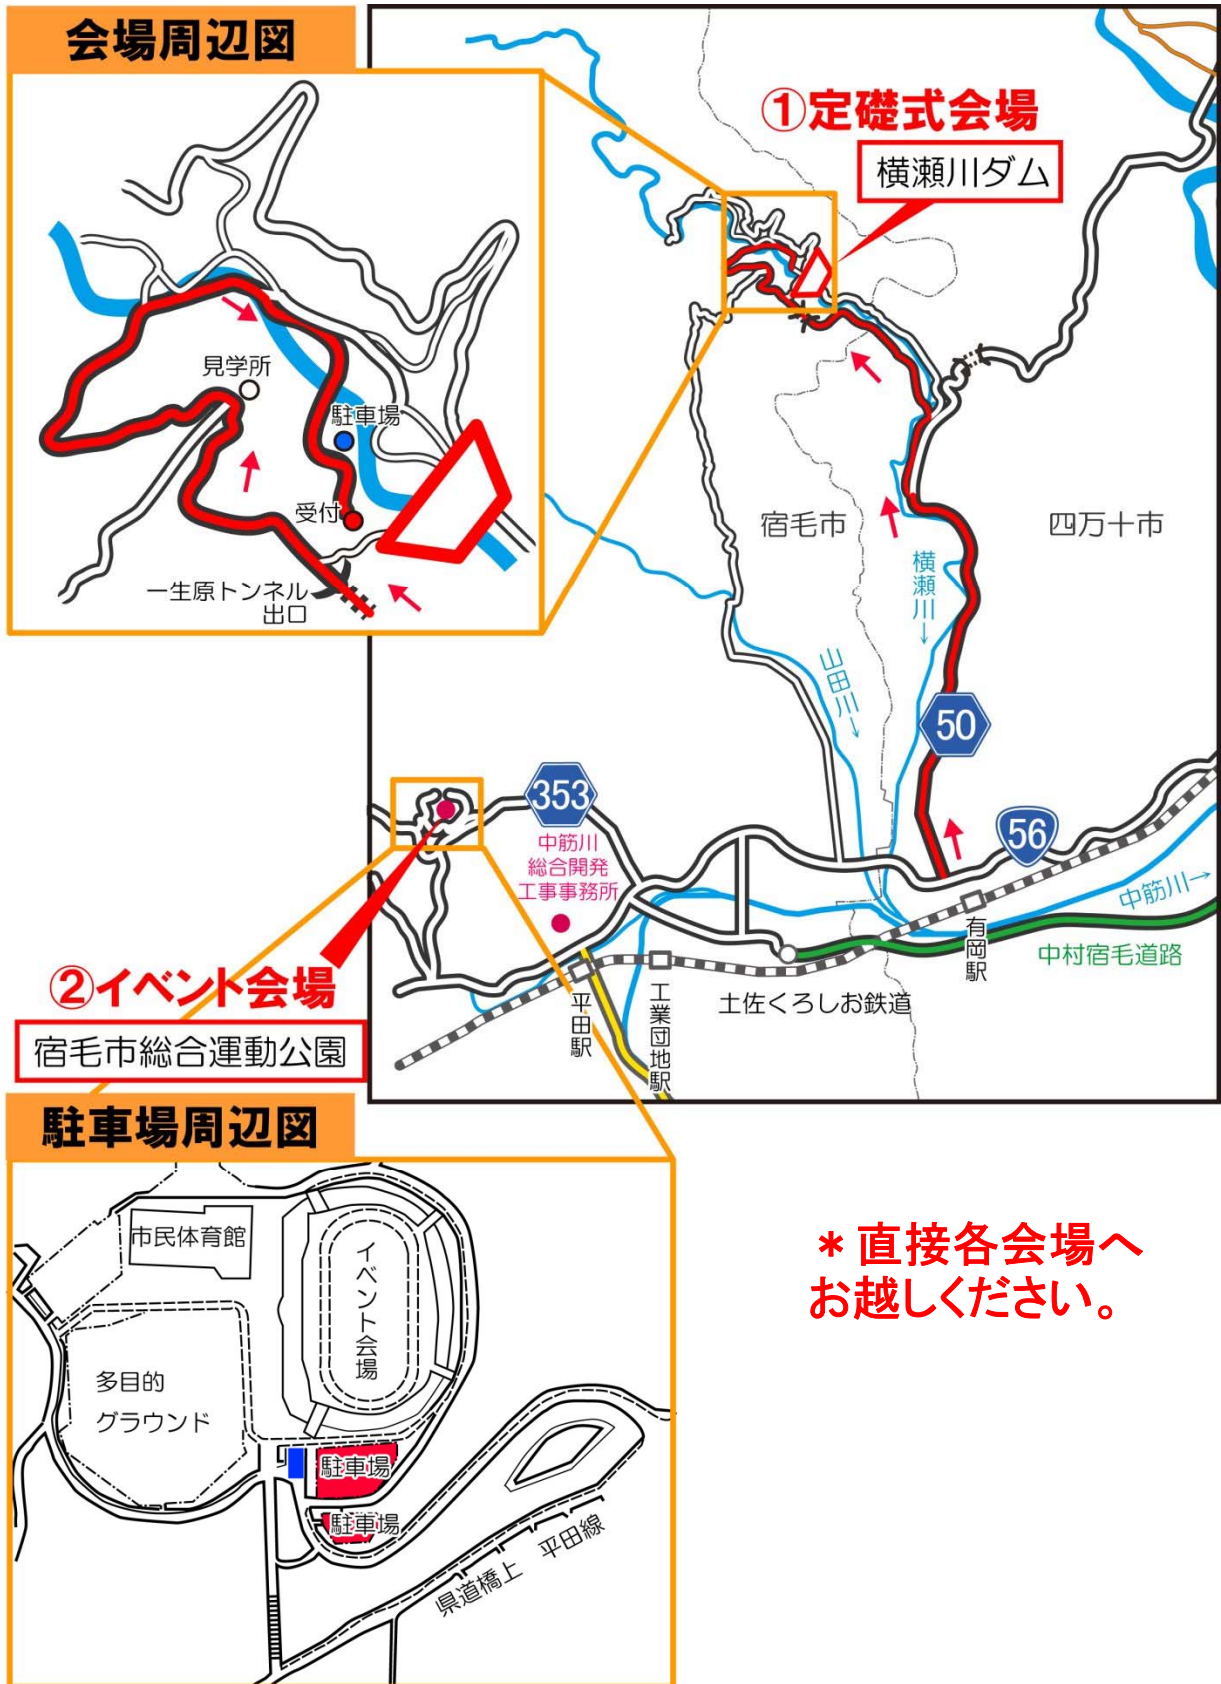 会場周辺図
①定礎式会場
横瀬川ダム
見学所
駐車場
受付
一生原トンネル
出口
宿毛市
四万十市
横瀬川→
山田川→
50
353
56
中筋川
総合開発
工事事務所
中筋川→
有岡駅
中村宿毛道路
土佐くろしお鉄道
工業団地駅
平田駅
②イベント会場
宿毛市総合運動公園
駐車場周辺図
市民体育館
イベント会場
多目的
グラウンド
駐車場
駐車場
県道橋上 平田線
＊直接各会場へ
お越しください。